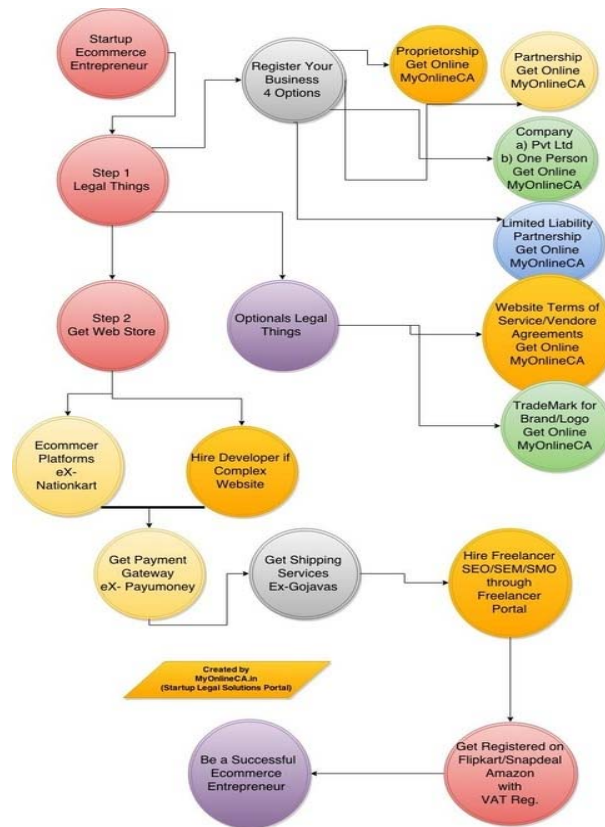 Startup
Ecommerce
Entrepreneur
Register Your
Business
4 Options
Proprietorship
Get Online
MyOnlineCA
Partnership
Get Online
MyOnlineCA
Company
a) Pvt Ltd
b) One Person
Get Online
MyOnlineCA
Step 1
Legal Things
Limited Liability
Partnership
Get Online
MyOnlineCA
Step 2
Get Web Store
Optionals Legal
Things
Website Terms of
Service/Vendore
Agreements
Get Online
MyOnlineCA
TradeMark for
Brand/Logo
Get Online
MyOnlineCA
Ecommcer
Platforms
eX-
Nationkart
Hire Developer if
Complex
Website
Get Payment
Gateway
eX- Payumoney
Get Shipping
Services
Ex-Gojavas
Hire Freelancer
SEO/SEM/SMO
through
Freelancer
Portal
Created by
MyOnlineCA.in
(Startup Legal Solutions Portal)
Be a Successful
Ecommerce
Entrepreneur
Get Registered on
Flipkart/Snapdeal
Amazon
with
VAT Reg.